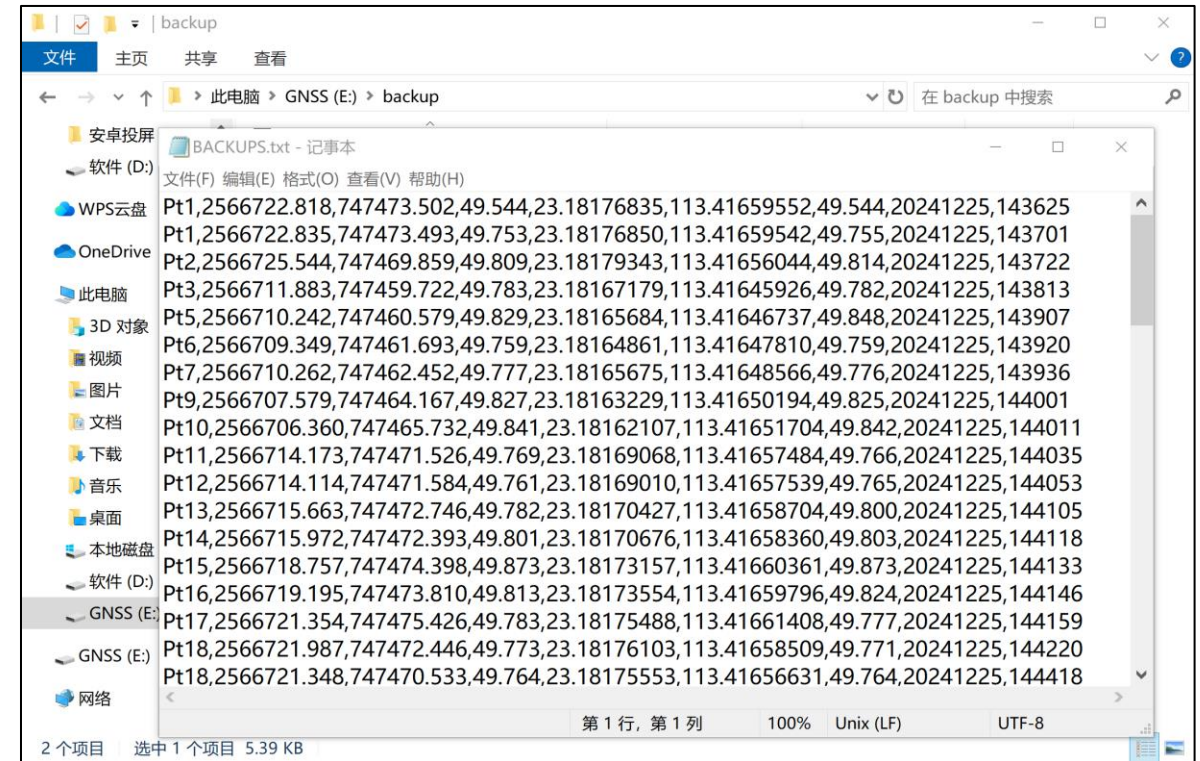 backup
文件 主页 共享 查看
此电脑 > GNSS (E:) > backup 在 backup 中搜索
安卓投屏
软件 (D:)
WPS云盘
OneDrive
此电脑
3D 对象
视频
图片
文档
下载
音乐
桌面
本地磁盘
软件 (D:)
GNSS (E:)
GNSS (E:)
网络
BACKUPS.txt - 记事本
文件(F) 编辑(E) 格式(O) 查看(V) 帮助(H)
Pt1,2566722.818,747473.502,49.544,23.18176835,113.41659552,49.544,20241225,143625
Pt1,2566722.835,747473.493,49.753,23.18176850,113.41659542,49.755,20241225,143701
Pt2,2566725.544,747469.859,49.809,23.18179343,113.41656044,49.814,20241225,143722
Pt3,2566711.883,747459.722,49.783,23.18167179,113.41645926,49.782,20241225,143813
Pt5,2566710.242,747460.579,49.829,23.18165684,113.41646737,49.848,20241225,143907
Pt6,2566709.349,747461.693,49.759,23.18164861,113.41647810,49.759,20241225,143920
Pt7,2566710.262,747462.452,49.777,23.18165675,113.41648566,49.776,20241225,143936
Pt9,2566707.579,747464.167,49.827,23.18163229,113.41650194,49.825,20241225,144001
Pt10,2566706.360,747465.732,49.841,23.18162107,113.41651704,49.842,20241225,144011
Pt11,2566714.173,747471.526,49.769,23.18169068,113.41657484,49.766,20241225,144035
Pt12,2566714.114,747471.584,49.761,23.18169010,113.41657539,49.765,20241225,144053
Pt13,2566715.663,747472.746,49.782,23.18170427,113.41658704,49.800,20241225,144105
Pt14,2566715.972,747472.393,49.801,23.18170676,113.41658360,49.803,20241225,144118
Pt15,2566718.757,747474.398,49.873,23.18173157,113.41660361,49.873,20241225,144133
Pt16,2566719.195,747473.810,49.813,23.18173554,113.41659796,49.824,20241225,144146
Pt17,2566721.354,747475.426,49.783,23.18175488,113.41661408,49.777,20241225,144159
Pt18,2566721.987,747472.446,49.773,23.18176103,113.41658509,49.771,20241225,144220
Pt18,2566721.348,747470.533,49.764,23.18175553,113.41656631,49.764,20241225,144418
第 1 行，第 1 列 100% Unix (LF) UTF-8
2 个项目 选中 1 个项目 5.39 KB